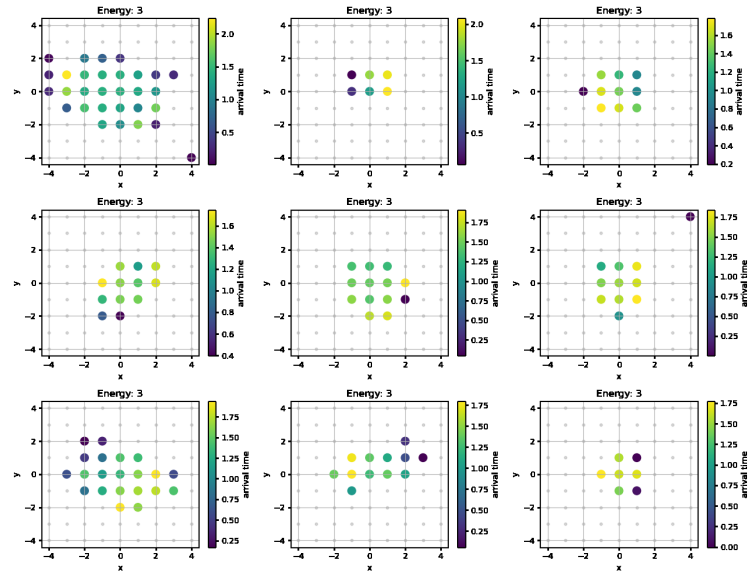 Energy: 3 Energy: 3 Energy: 3
4 2 0 −2 −4 y
−4 −2 0 2 4
x
2.0 1.5 1.0 0.5 arrival time
4 2 0 −2 −4 y
−4 −2 0 2 4
x
2.0 1.5 1.0 0.5 arrival time
4 2 0 −2 −4 y
−4 −2 0 2 4
x
1.6 1.4 1.2 1.0 0.8 0.6 0.4 0.2 arrival time
Energy: 3 Energy: 3 Energy: 3
4 2 0 −2 −4 y
−4 −2 0 2 4
x
1.6 1.4 1.2 1.0 0.8 0.6 0.4 arrival time
4 2 0 −2 −4 y
−4 −2 0 2 4
x
1.75 1.50 1.25 1.00 0.75 0.50 0.25 arrival time
4 2 0 −2 −4 y
−4 −2 0 2 4
x
1.75 1.50 1.25 1.00 0.75 0.50 0.25 arrival time
Energy: 3 Energy: 3 Energy: 3
4 2 0 −2 −4 y
−4 −2 0 2 4
x
1.75 1.50 1.25 1.00 0.75 0.50 0.25 arrival time
4 2 0 −2 −4 y
−4 −2 0 2 4
x
1.75 1.50 1.25 1.00 0.75 0.50 0.25 arrival time
4 2 0 −2 −4 y
−4 −2 0 2 4
x
1.75 1.50 1.25 1.00 0.75 0.50 0.25 0.00 arrival time